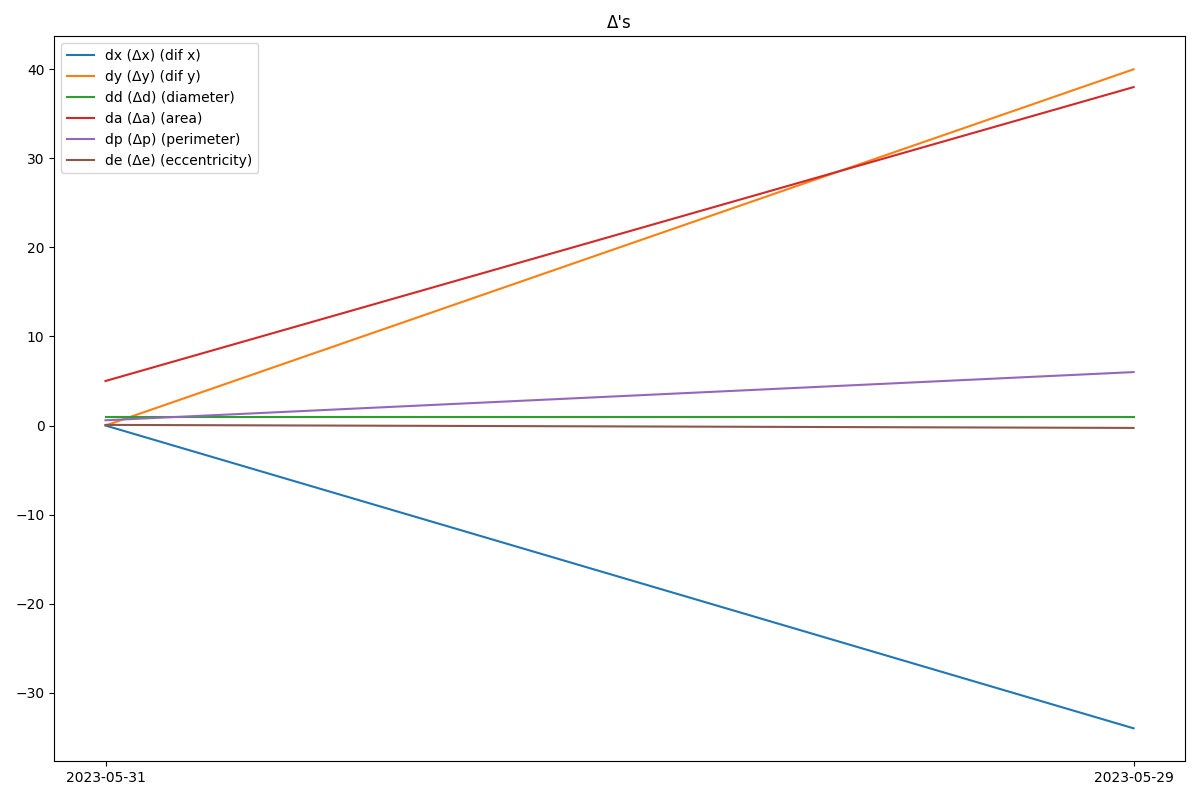 Δ's
dx (Δx) (dif x)
dy (Δy) (dif y)
dd (Δd) (diameter)
da (Δa) (area)
dp (Δp) (perimeter)
de (Δe) (eccentricity)
40
30
20
10
0
−10
−20
−30
2023-05-31 2023-05-29